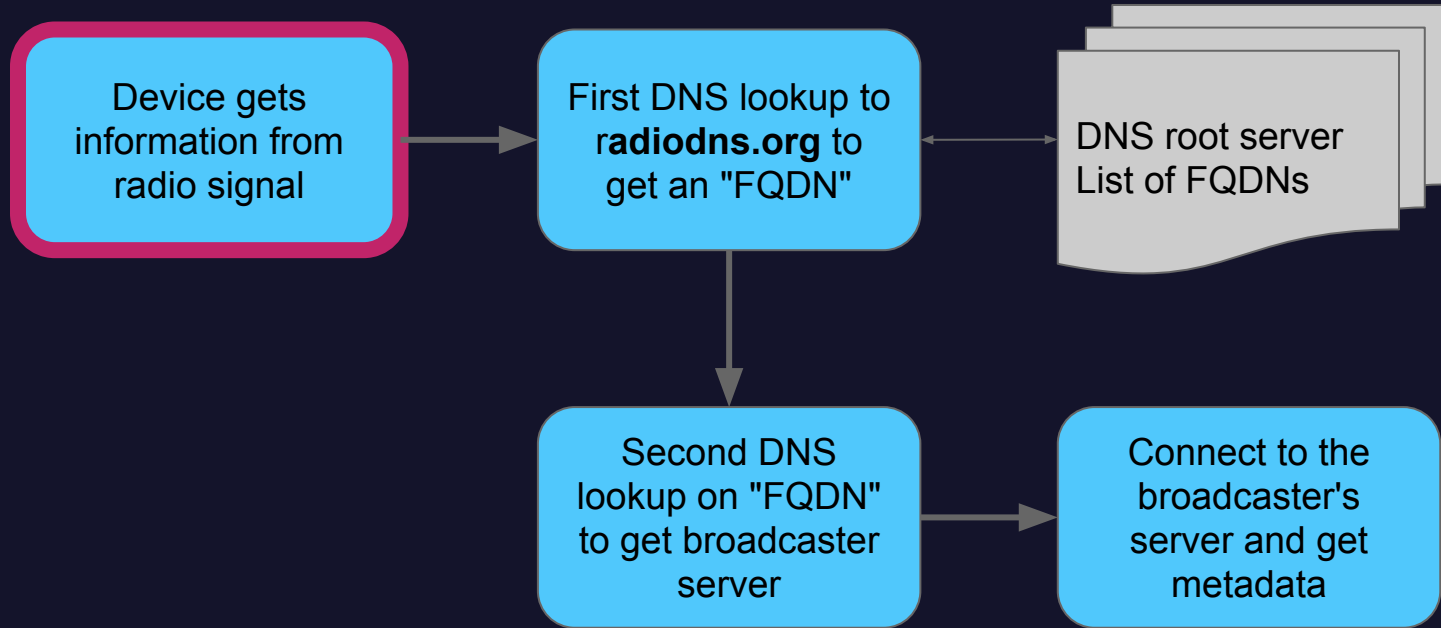 Device gets
information from
radio signal
First DNS lookup to
radiodns.org to
get an "FQDN"
DNS root server
List of FQDNs
Second DNS
lookup on "FQDN"
to get broadcaster
server
Connect to the
broadcaster's
server and get
metadata